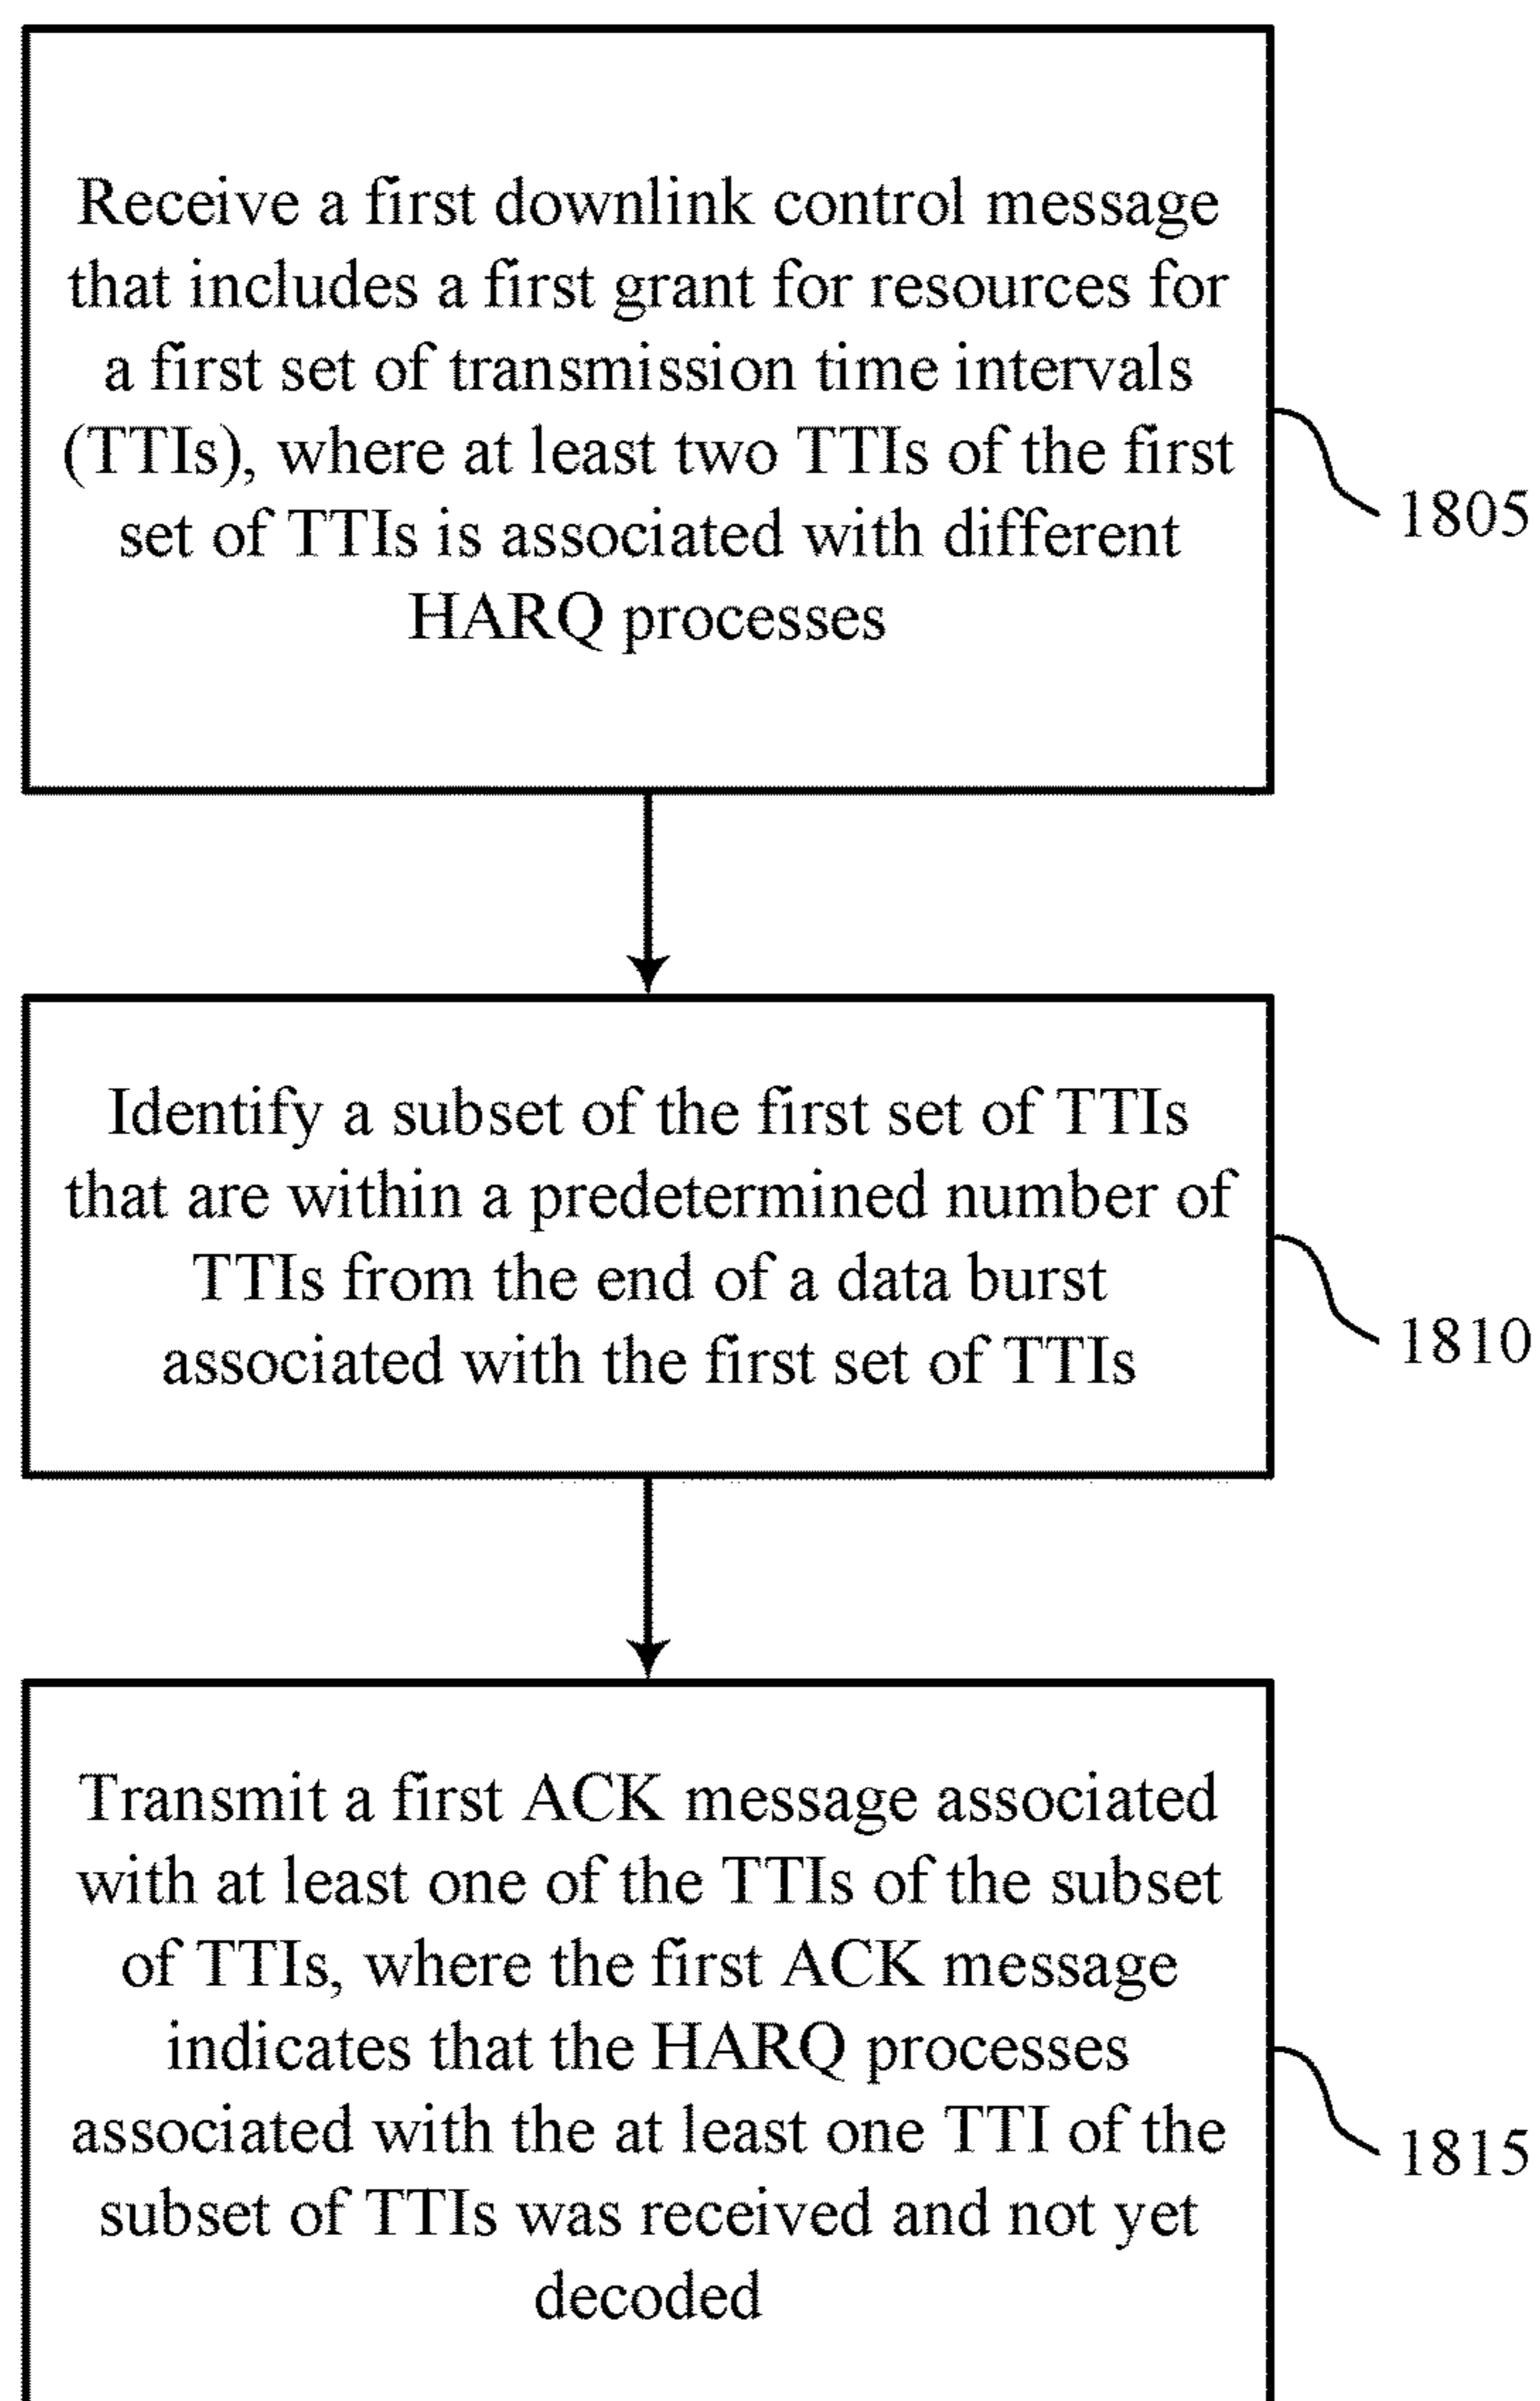 Receive a first downlink control message
that includes a first grant for resources for
a first set of transmission time intervals
(TTIs), where at least two TTIs of the first
set of TTIs is associated with different
HARQ processes
1805
Identify a subset of the first set of TTIs
that are within a predetermined number of
TTIs from the end of a data burst
associated with the first set of TTIs
1810
Transmit a first ACK message associated
with at least one of the TTIs of the subset
of TTIs, where the first ACK message
indicates that the HARQ processes
associated with the at least one TTI of the
subset of TTIs was received and not yet
decoded
1815